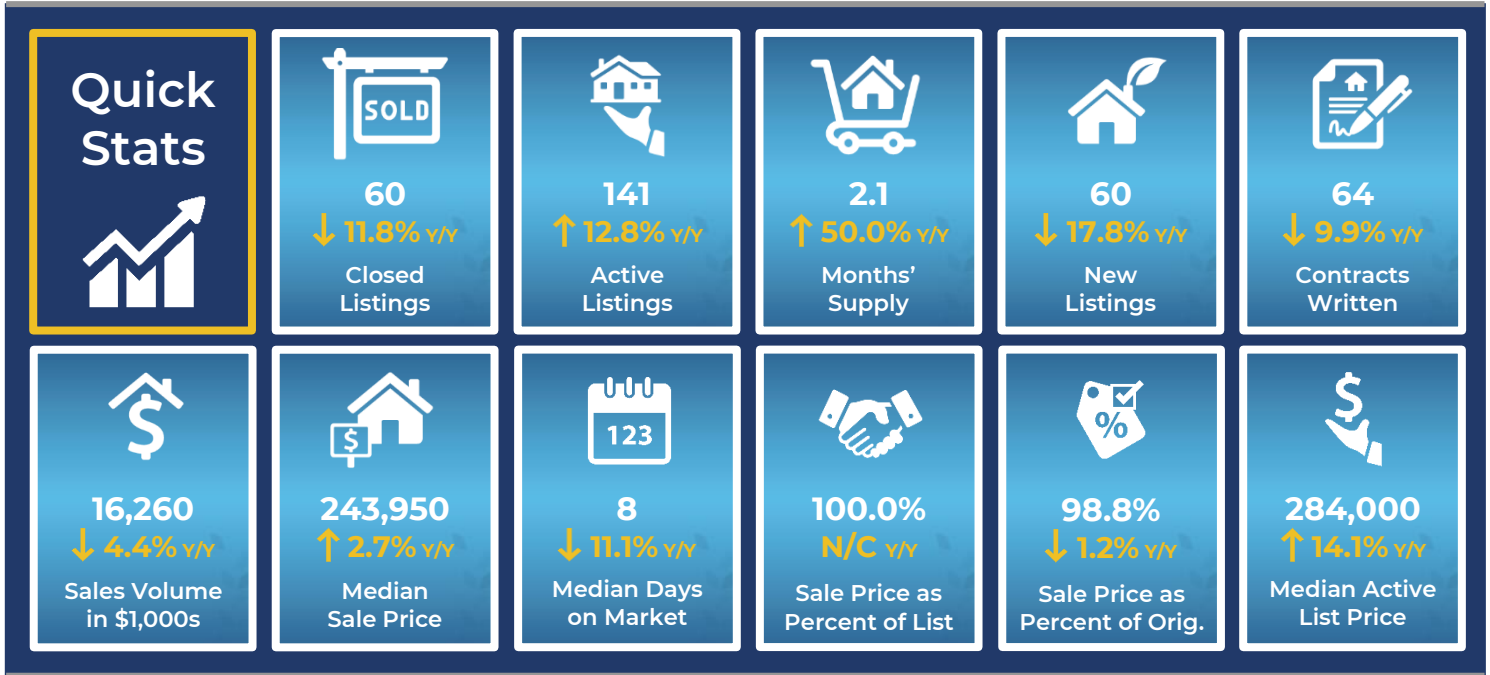 Quick
Stats
SOLD
60
↓ 11.8% Y/Y
Closed
Listings
141
↑ 12.8% Y/Y
Active
Listings
2.1
↑ 50.0% Y/Y
Months’
Supply
60
↓ 17.8% Y/Y
New
Listings
64
↓ 9.9% Y/Y
Contracts
Written
$
16,260
↓ 4.4% Y/Y
Sales Volume
in $1,000s
$
243,950
↑ 2.7% Y/Y
Median
Sale Price
123
8
↓ 11.1% Y/Y
Median Days
on Market
100.0%
N/C Y/Y
Sale Price as
Percent of List
%
98.8%
↓ 1.2% Y/Y
Sale Price as
Percent of Orig.
$
284,000
↑ 14.1% Y/Y
Median Active
List Price